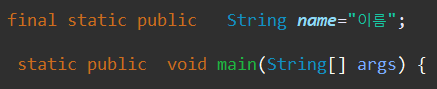 final static public   String name="이름";
static public  void main(String[] args) {